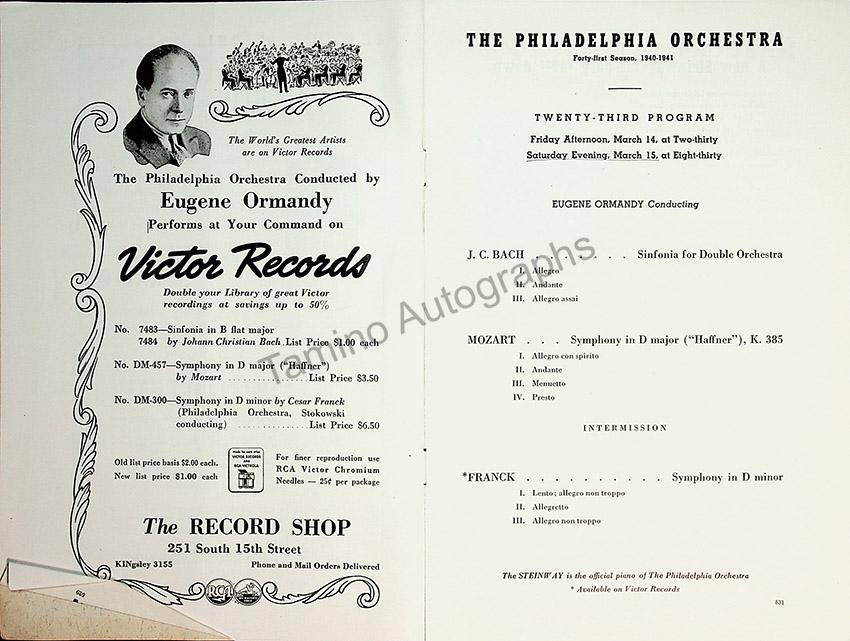 The World's Greatest Artists
are on Victor Records
The Philadelphia Orchestra Conducted by
Eugene Ormandy
Performs at Your Command on
Victor Records
Double your Library of great Victor
recordings at savings up to 50%
No. 7483—Sinfonia in B flat major
7484 by Johann Christian Bach. List Price $1.00 each
No. DM-457—Symphony in D major ("Haffner")
by Mozart ............... List Price $3.50
No. DM-300—Symphony in D minor by Cesar Franck
(Philadelphia Orchestra, Stokowski
conducting) ............... List Price $6.50
Old list price basis $2.00 each.
New list price $1.00 each
VICTOR RECORDS
AND
RCA VICTROLA
For finer reproduction use
RCA Victor Chromium
Needles — 25¢ per package
The RECORD SHOP
251 South 15th Street
KINgsley 3155 Phone and Mail Orders Delivered
RCA
THE PHILADELPHIA ORCHESTRA
Forty-first Season, 1940-1941
TWENTY-THIRD PROGRAM
Friday Afternoon, March 14, at Two-thirty
Saturday Evening, March 15, at Eight-thirty
EUGENE ORMANDY Conducting
J. C. BACH . . . . . . . Sinfonia for Double Orchestra
I. Allegro
II. Andante
III. Allegro assai
MOZART . . . Symphony in D major ("Haffner"), K. 385
I. Allegro con spirito
II. Andante
III. Menuetto
IV. Presto
INTERMISSION
*FRANCK . . . . . . . . . . Symphony in D minor
I. Lento; allegro non troppo
II. Allegretto
III. Allegro non troppo
The STEINWAY is the official piano of The Philadelphia Orchestra
* Available on Victor Records
831
Tamino Autographs